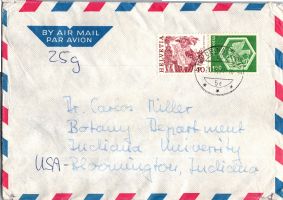 BY AIR MAIL
PAR AVION
25g
HELVETIA
Dr Carlos Miller
Botany Department
Indiana University
USA-Bloomington, Indiana